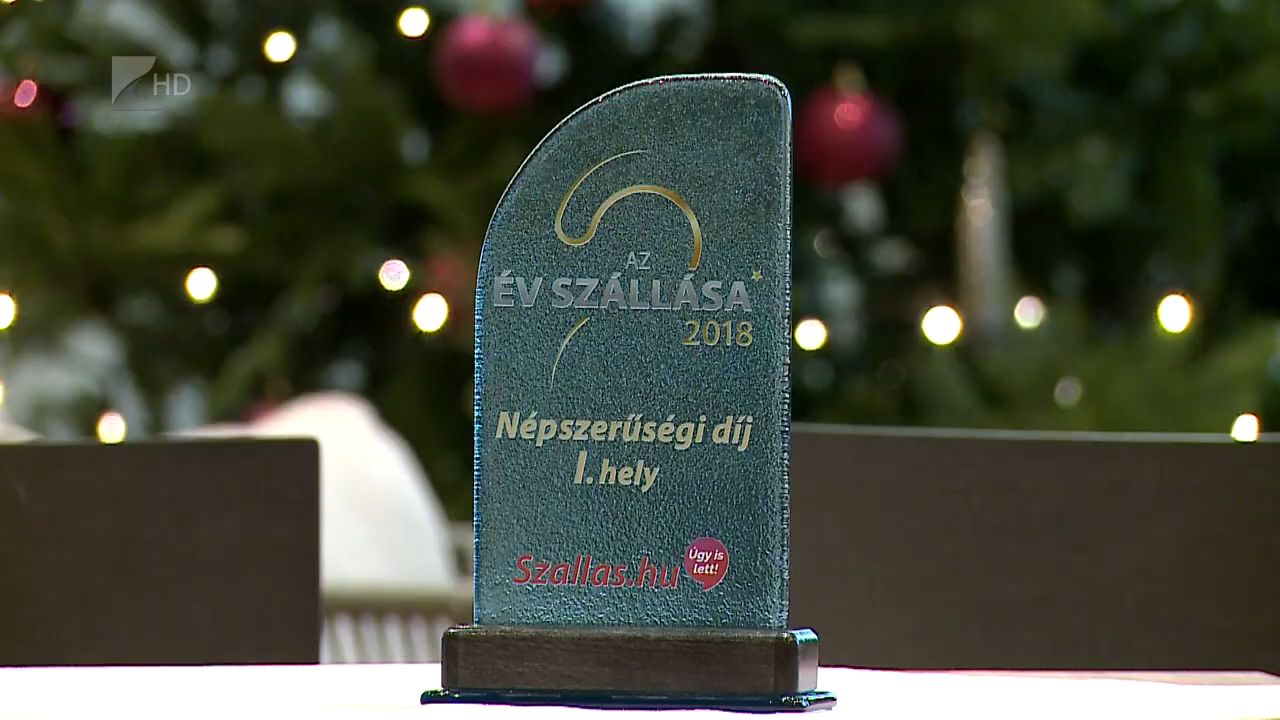 HD
AZ
ÉV SZÁLLÁSA
2018
Népszerűségi díj
I. hely
Szallas.hu
Úgy is
lett!